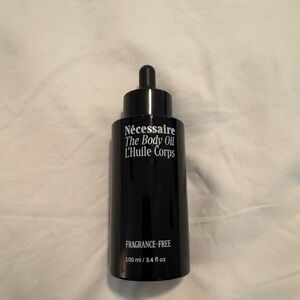 Nécessaire
The Body Oil
L'Huile Corps
FRAGRANCE-FREE
100 ml / 3.4 fl oz